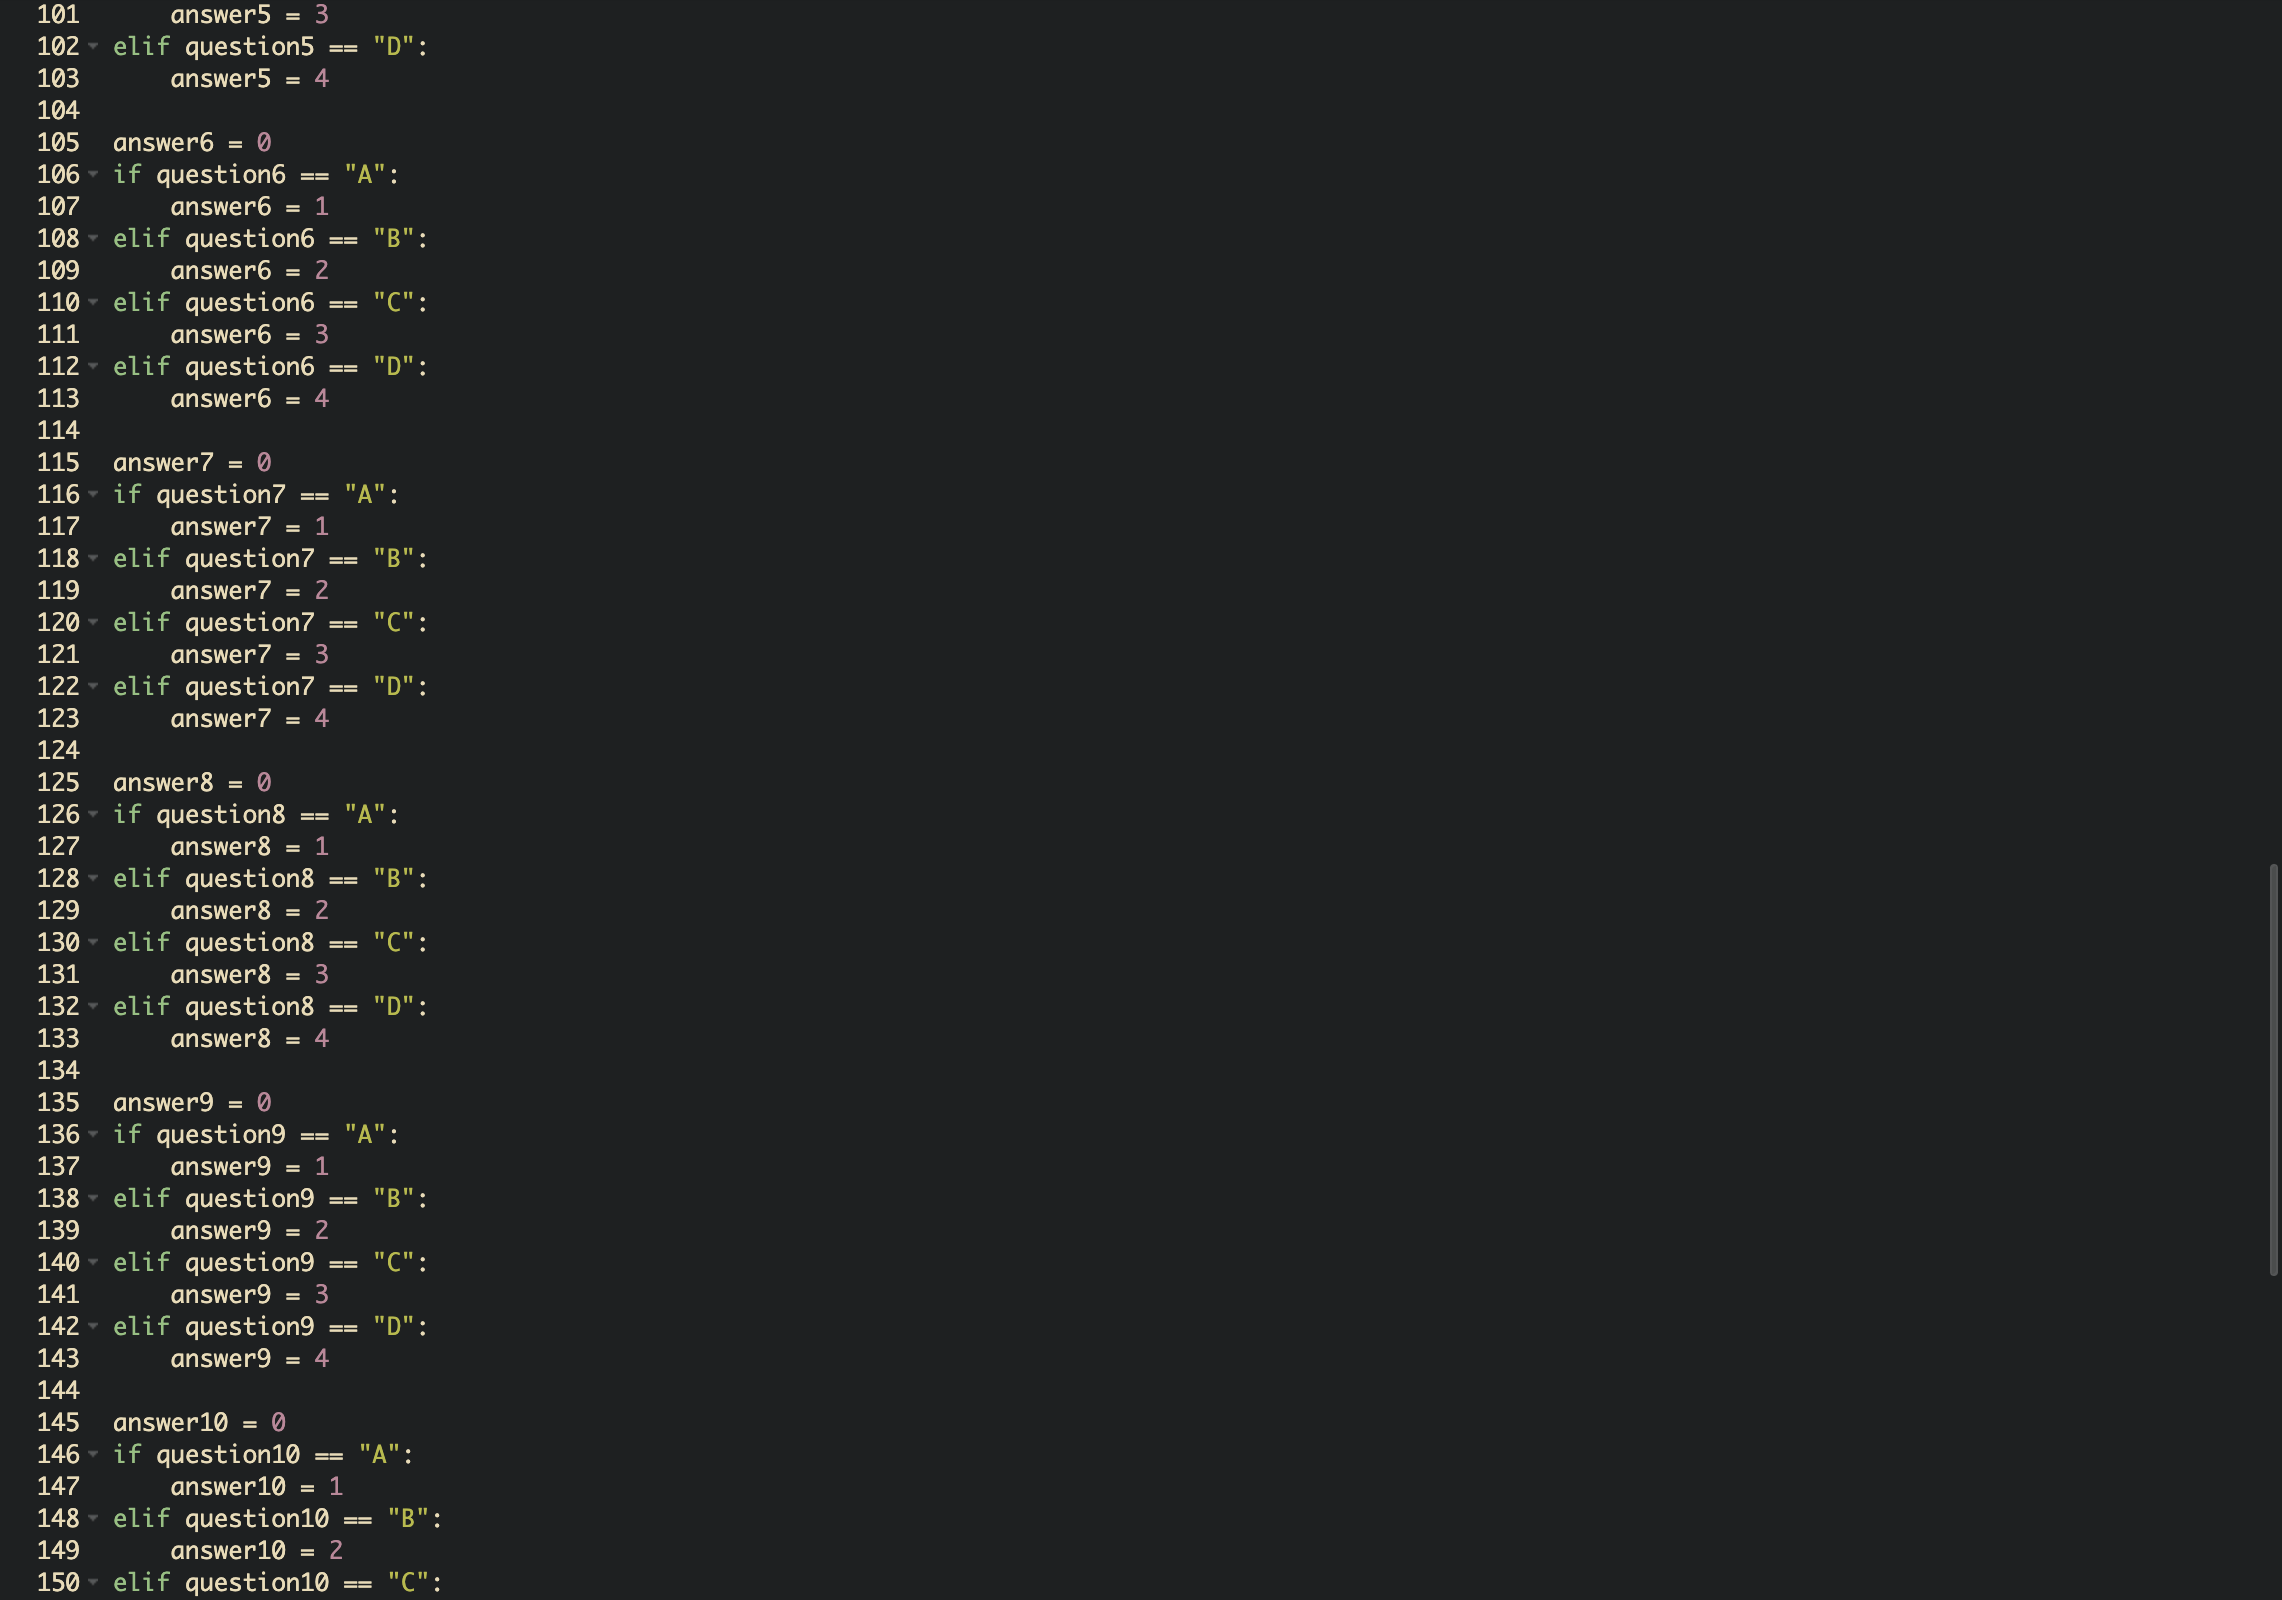 101 answer5 = 3
102 elif question5 == "D":
103 answer5 = 4
104
105 answer6 = 0
106 if question6 == "A":
107 answer6 = 1
108 elif question6 == "B":
109 answer6 = 2
110 elif question6 == "C":
111 answer6 = 3
112 elif question6 == "D":
113 answer6 = 4
114
115 answer7 = 0
116 if question7 == "A":
117 answer7 = 1
118 elif question7 == "B":
119 answer7 = 2
120 elif question7 == "C":
121 answer7 = 3
122 elif question7 == "D":
123 answer7 = 4
124
125 answer8 = 0
126 if question8 == "A":
127 answer8 = 1
128 elif question8 == "B":
129 answer8 = 2
130 elif question8 == "C":
131 answer8 = 3
132 elif question8 == "D":
133 answer8 = 4
134
135 answer9 = 0
136 if question9 == "A":
137 answer9 = 1
138 elif question9 == "B":
139 answer9 = 2
140 elif question9 == "C":
141 answer9 = 3
142 elif question9 == "D":
143 answer9 = 4
144
145 answer10 = 0
146 if question10 == "A":
147 answer10 = 1
148 elif question10 == "B":
149 answer10 = 2
150 elif question10 == "C":